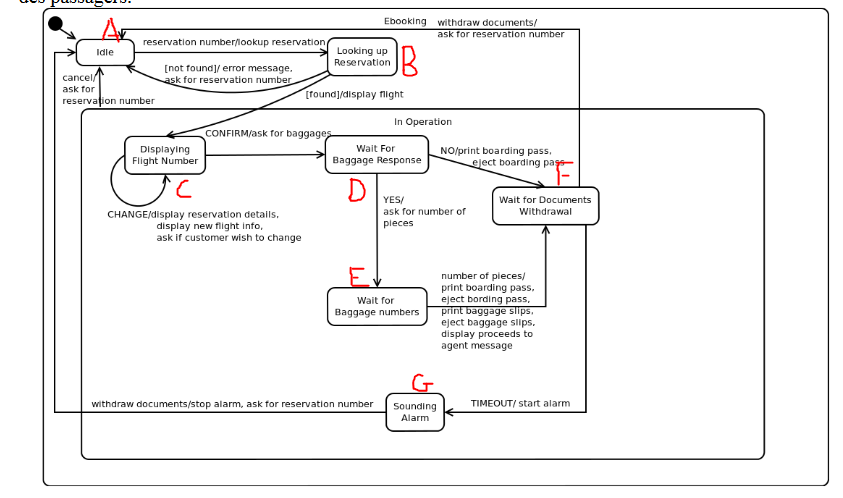 des passagers.
Ebooking
withdraw documents/
ask for reservation number
A
Idle
reservation number/lookup reservation
Looking up
Reservation
B
[not found]/ error message,
ask for reservation number
cancel/
ask for
reservation number
[found]/display flight
In Operation
Displaying
Flight Number
C
CONFIRM/ask for baggages
Wait For
Baggage Response
D
NO/print boarding pass,
eject boarding pass
F
Wait for Documents
Withdrawal
CHANGE/display reservation details,
display new flight info,
ask if customer wish to change
YES/
ask for number of
pieces
E
Wait for
Baggage numbers
number of pieces/
print boarding pass,
eject bording pass,
print baggage slips,
eject baggage slips,
display proceeds to
agent message
G
Sounding
Alarm
withdraw documents/stop alarm, ask for reservation number
TIMEOUT/ start alarm